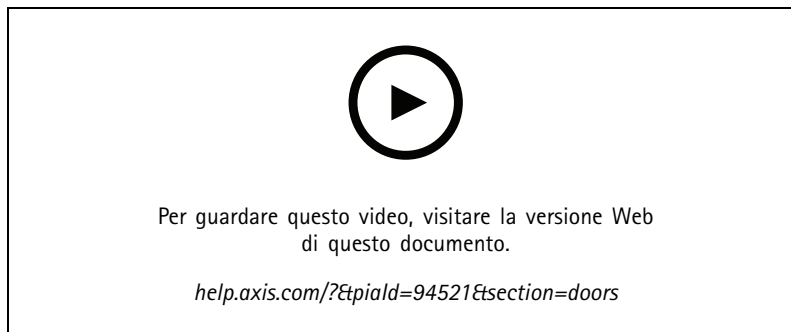 Per guardare questo video, visitare la versione Web
di questo documento.
help.axis.com/?&piaId=94521&section=doors